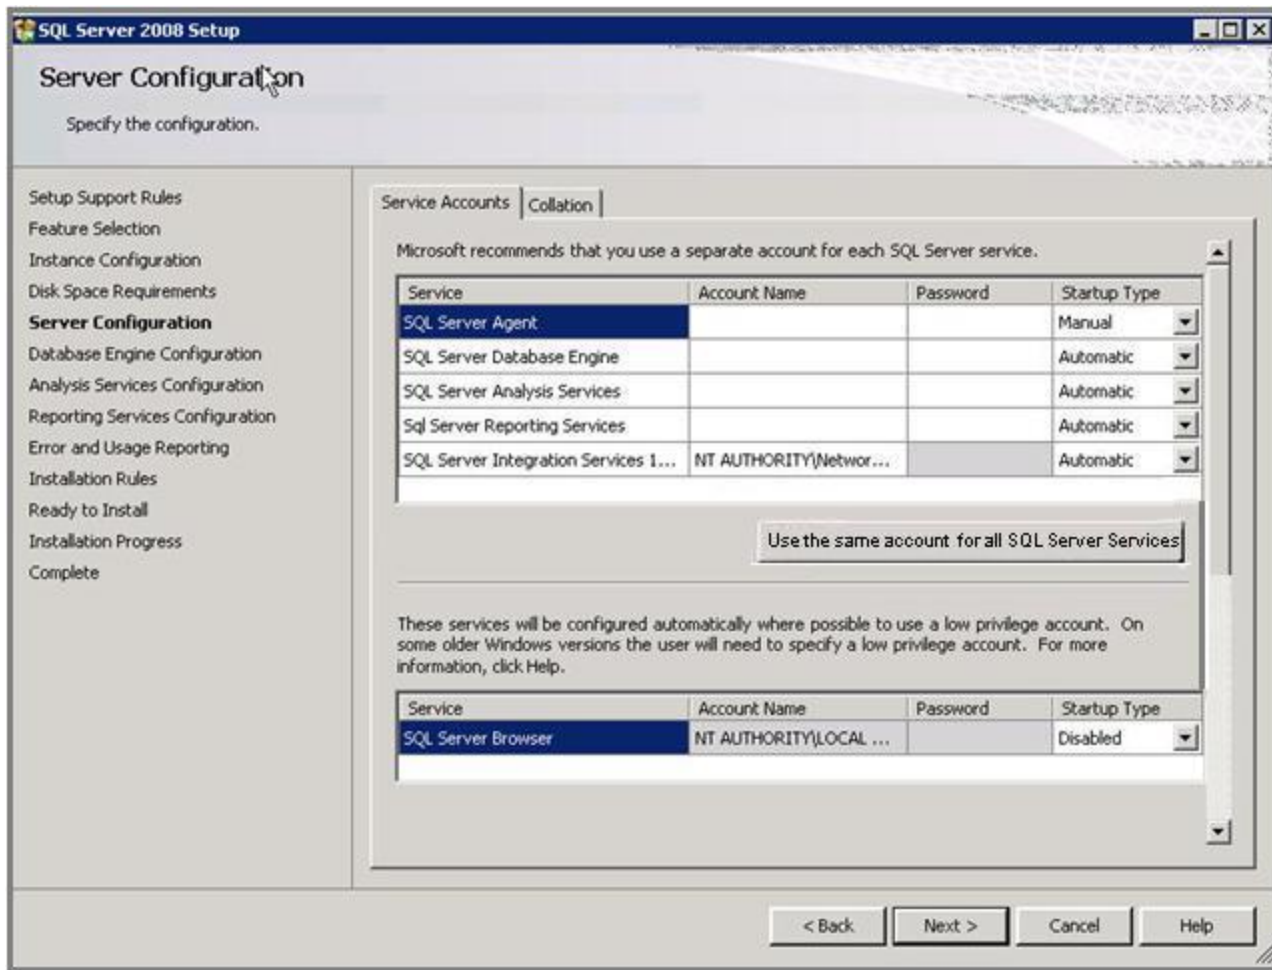 SQL Server 2008 Setup
Server Configuration
Specify the configuration.
Setup Support Rules
Feature Selection
Instance Configuration
Disk Space Requirements
Server Configuration
Database Engine Configuration
Analysis Services Configuration
Reporting Services Configuration
Error and Usage Reporting
Installation Rules
Ready to Install
Installation Progress
Complete
Service Accounts Collation
Microsoft recommends that you use a separate account for each SQL Server service.
Service Account Name Password Startup Type
SQL Server Agent Manual
SQL Server Database Engine Automatic
SQL Server Analysis Services Automatic
Sql Server Reporting Services Automatic
SQL Server Integration Services 1... NT AUTHORITY\Networ... Automatic
Use the same account for all SQL Server Services
These services will be configured automatically where possible to use a low privilege account. On
some older Windows versions the user will need to specify a low privilege account. For more
information, click Help.
Service Account Name Password Startup Type
SQL Server Browser NT AUTHORITY\LOCAL ... Disabled
< Back Next > Cancel Help